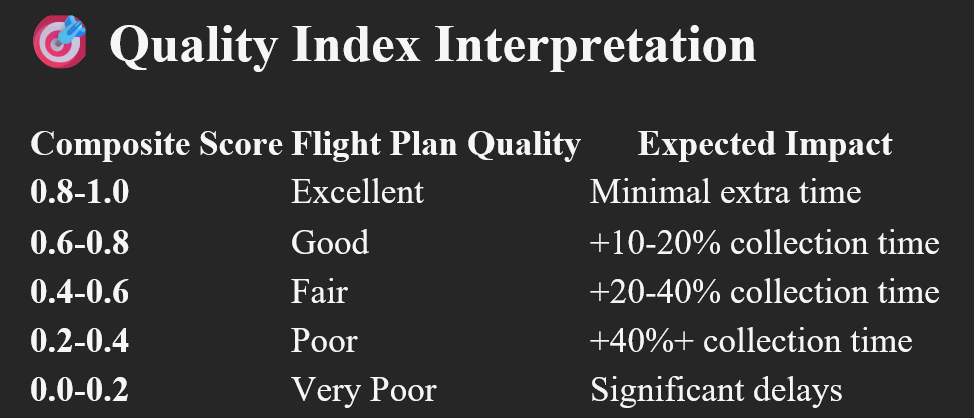 Quality Index Interpretation
Composite Score Flight Plan Quality Expected Impact
0.8-1.0 Excellent Minimal extra time
0.6-0.8 Good +10-20% collection time
0.4-0.6 Fair +20-40% collection time
0.2-0.4 Poor +40%+ collection time
0.0-0.2 Very Poor Significant delays